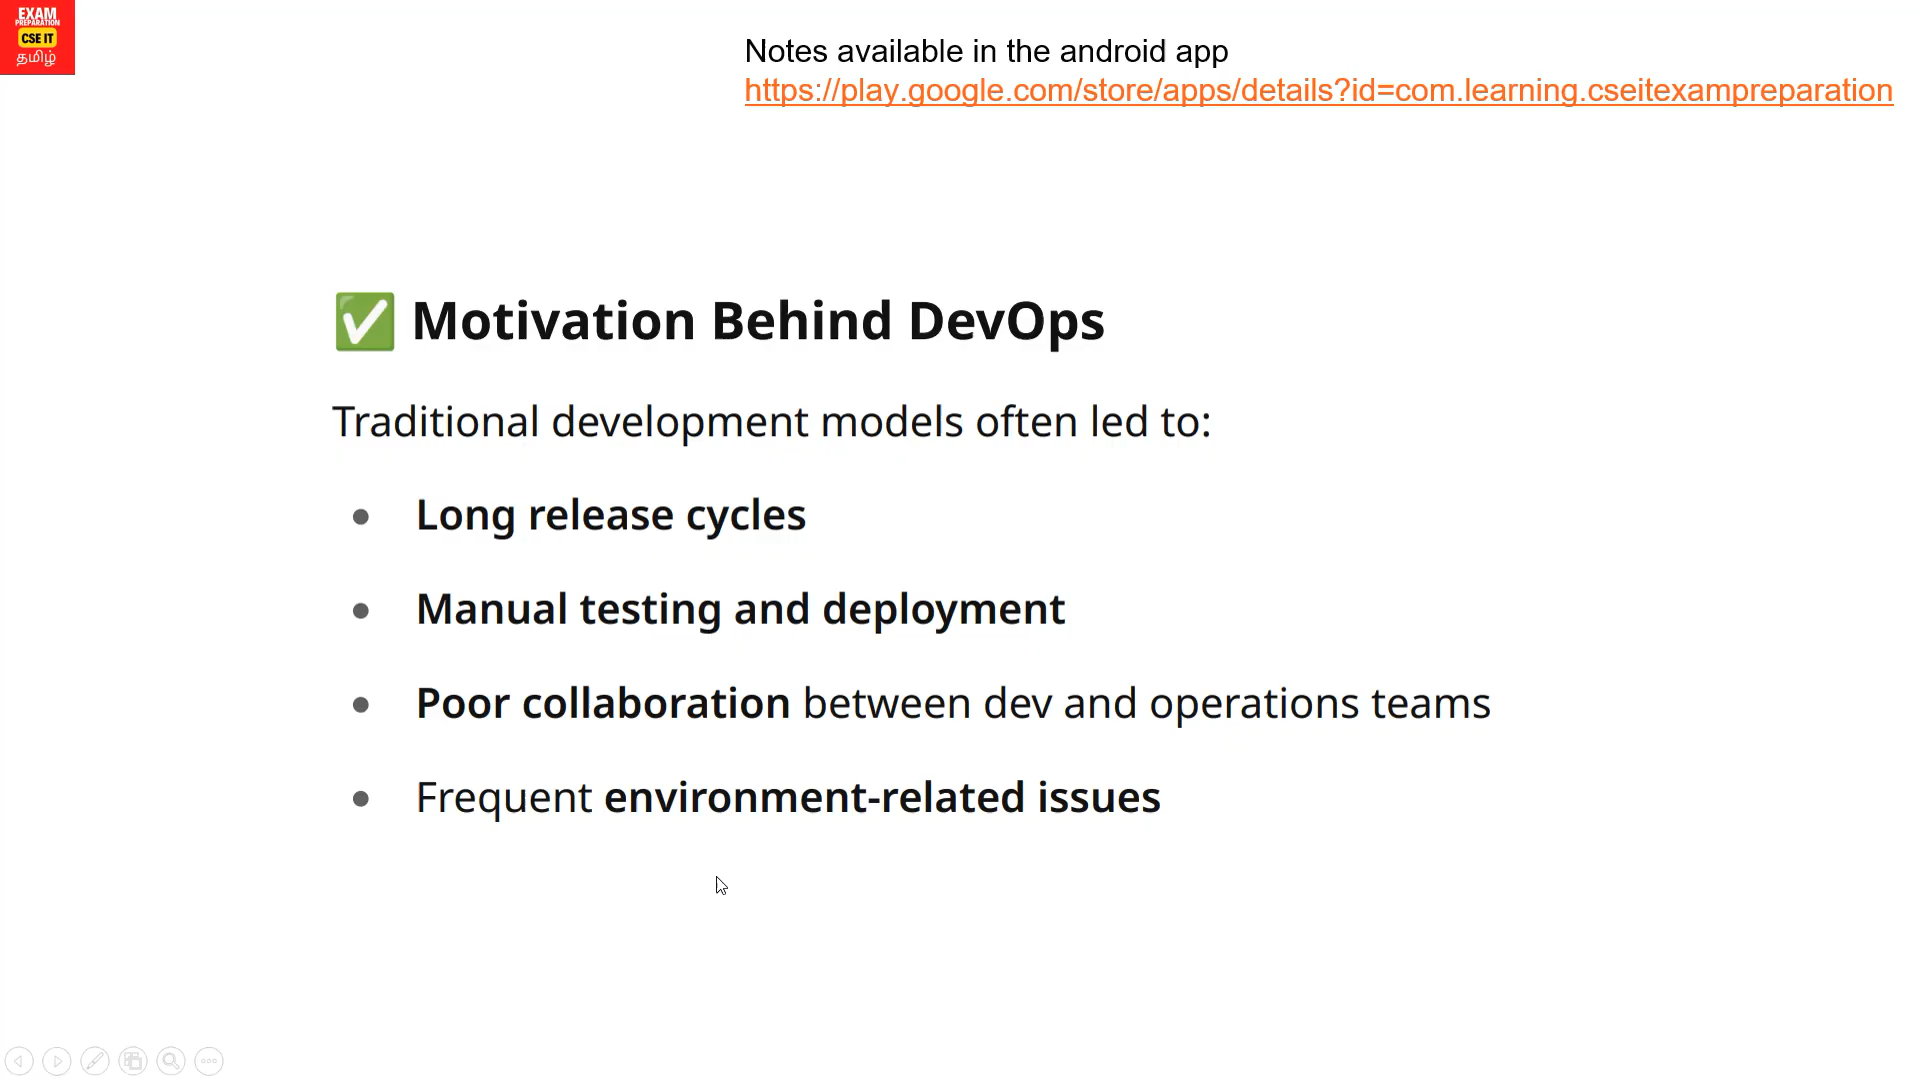 EXAM
PREPARATION
CSE IT
தமிழ்
Notes available in the android app
https://play.google.com/store/apps/details?id=com.learning.cseitexampreparation
✅ Motivation Behind DevOps
Traditional development models often led to:
● Long release cycles
● Manual testing and deployment
● Poor collaboration between dev and operations teams
● Frequent environment-related issues